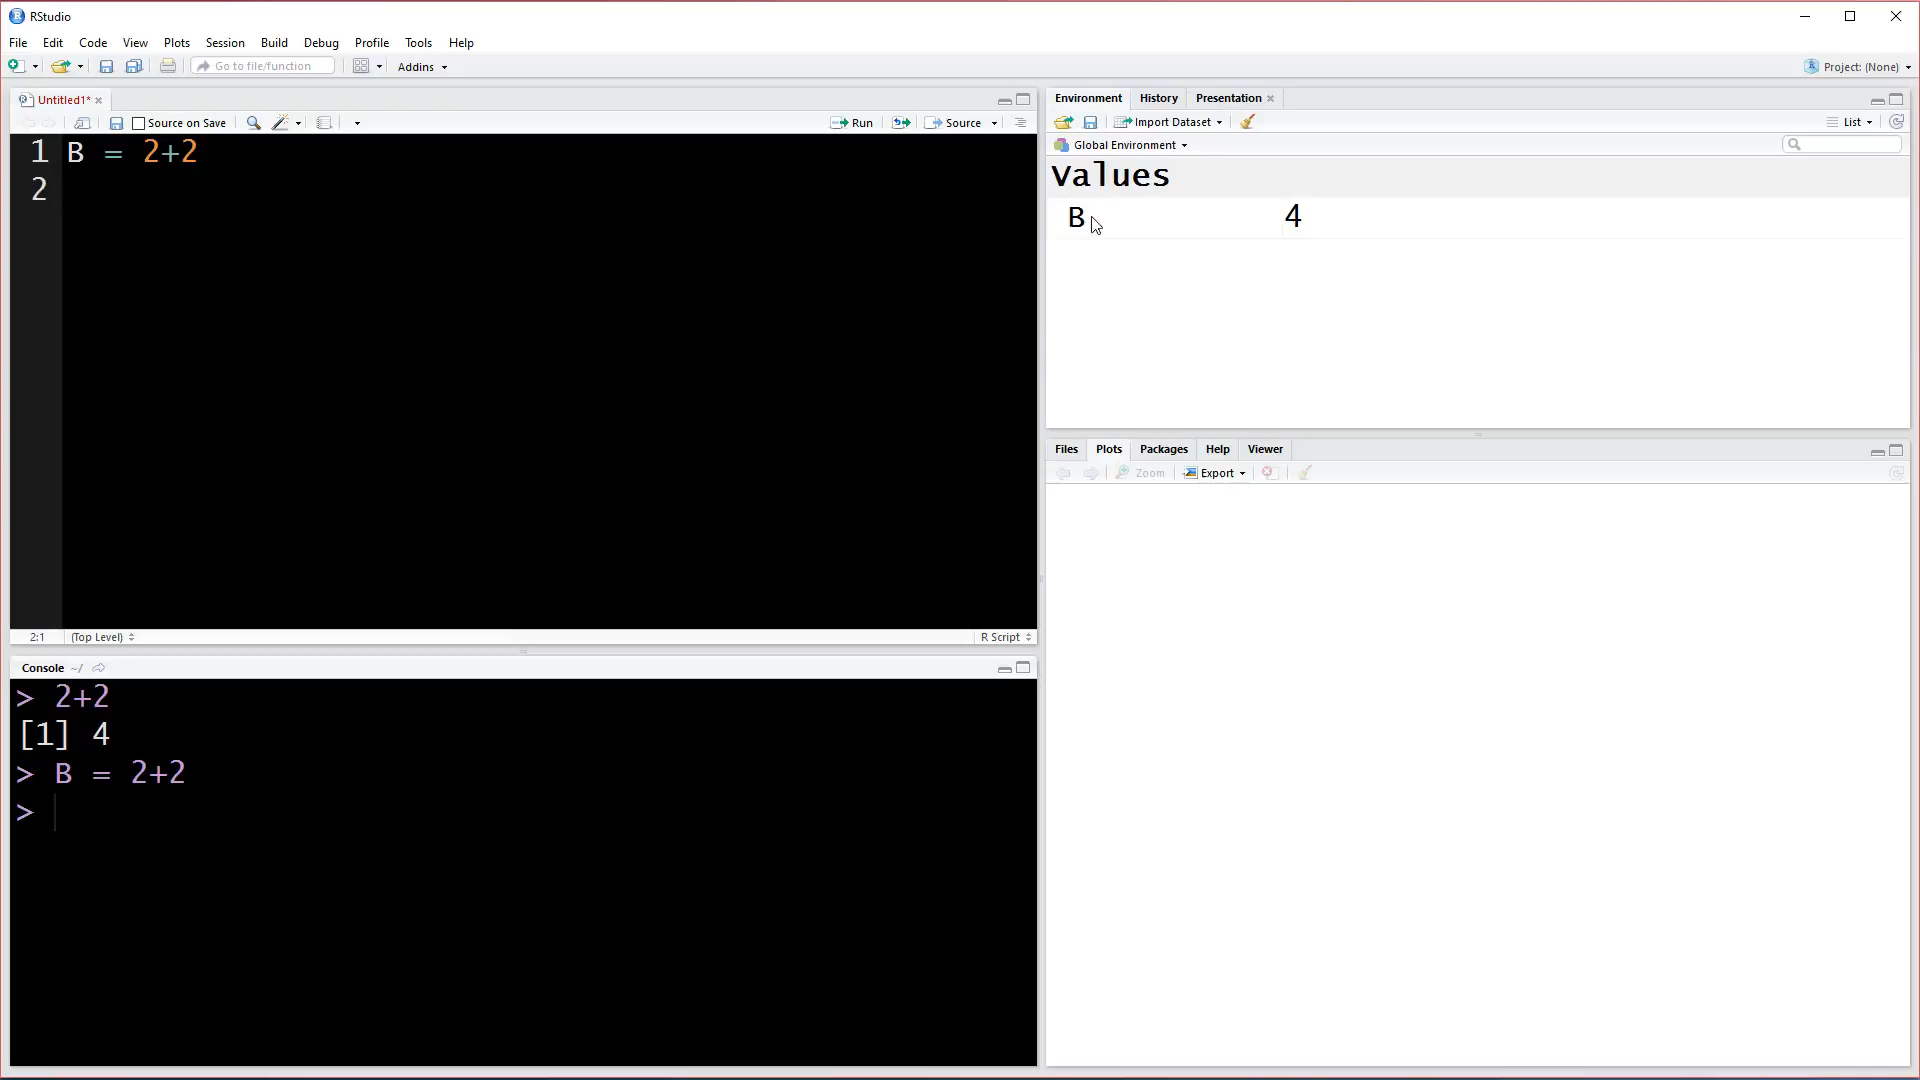 RStudio
File Edit Code View Plots Session Build Debug Profile Tools Help
Go to file/function Addins Project: (None)
Untitled1*
Source on Save Run Source
1 B = 2+2
2
2:1 (Top Level) R Script
Console ~/
> 2+2
[1] 4
> B = 2+2
>
Environment History Presentation
Import Dataset List
Global Environment
Values
B 4
Files Plots Packages Help Viewer
Zoom Export